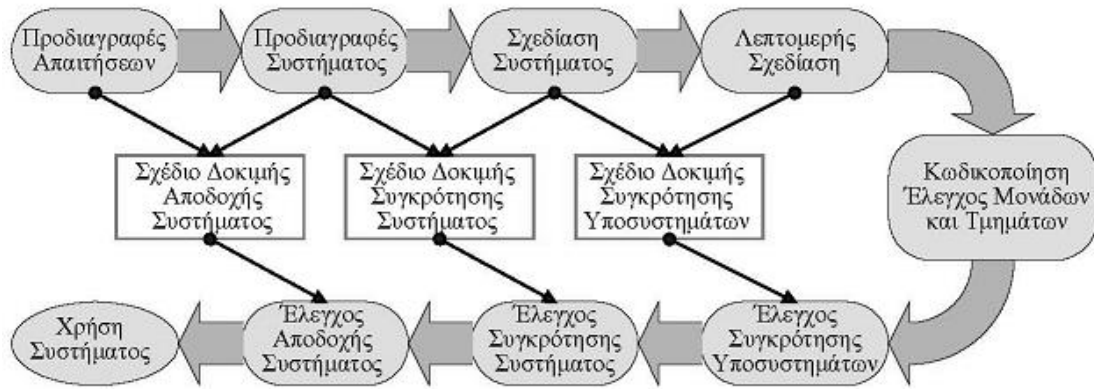 Προδιαγραφές
Απαιτήσεων
Προδιαγραφές
Συστήματος
Σχεδίαση
Συστήματος
Λεπτομερής
Σχεδίαση
Σχέδιο Δοκιμής
Αποδοχής
Συστήματος
Σχέδιο Δοκιμής
Συγκρότησης
Συστήματος
Σχέδιο Δοκιμής
Συγκρότησης
Υποσυστημάτων
Κωδικοποίηση
Έλεγχος Μονάδων
και Τμημάτων
Χρήση
Συστήματος
Έλεγχος
Αποδοχής
Συστήματος
Έλεγχος
Συγκρότησης
Συστήματος
Έλεγχος
Συγκρότησης
Υποσυστημάτων